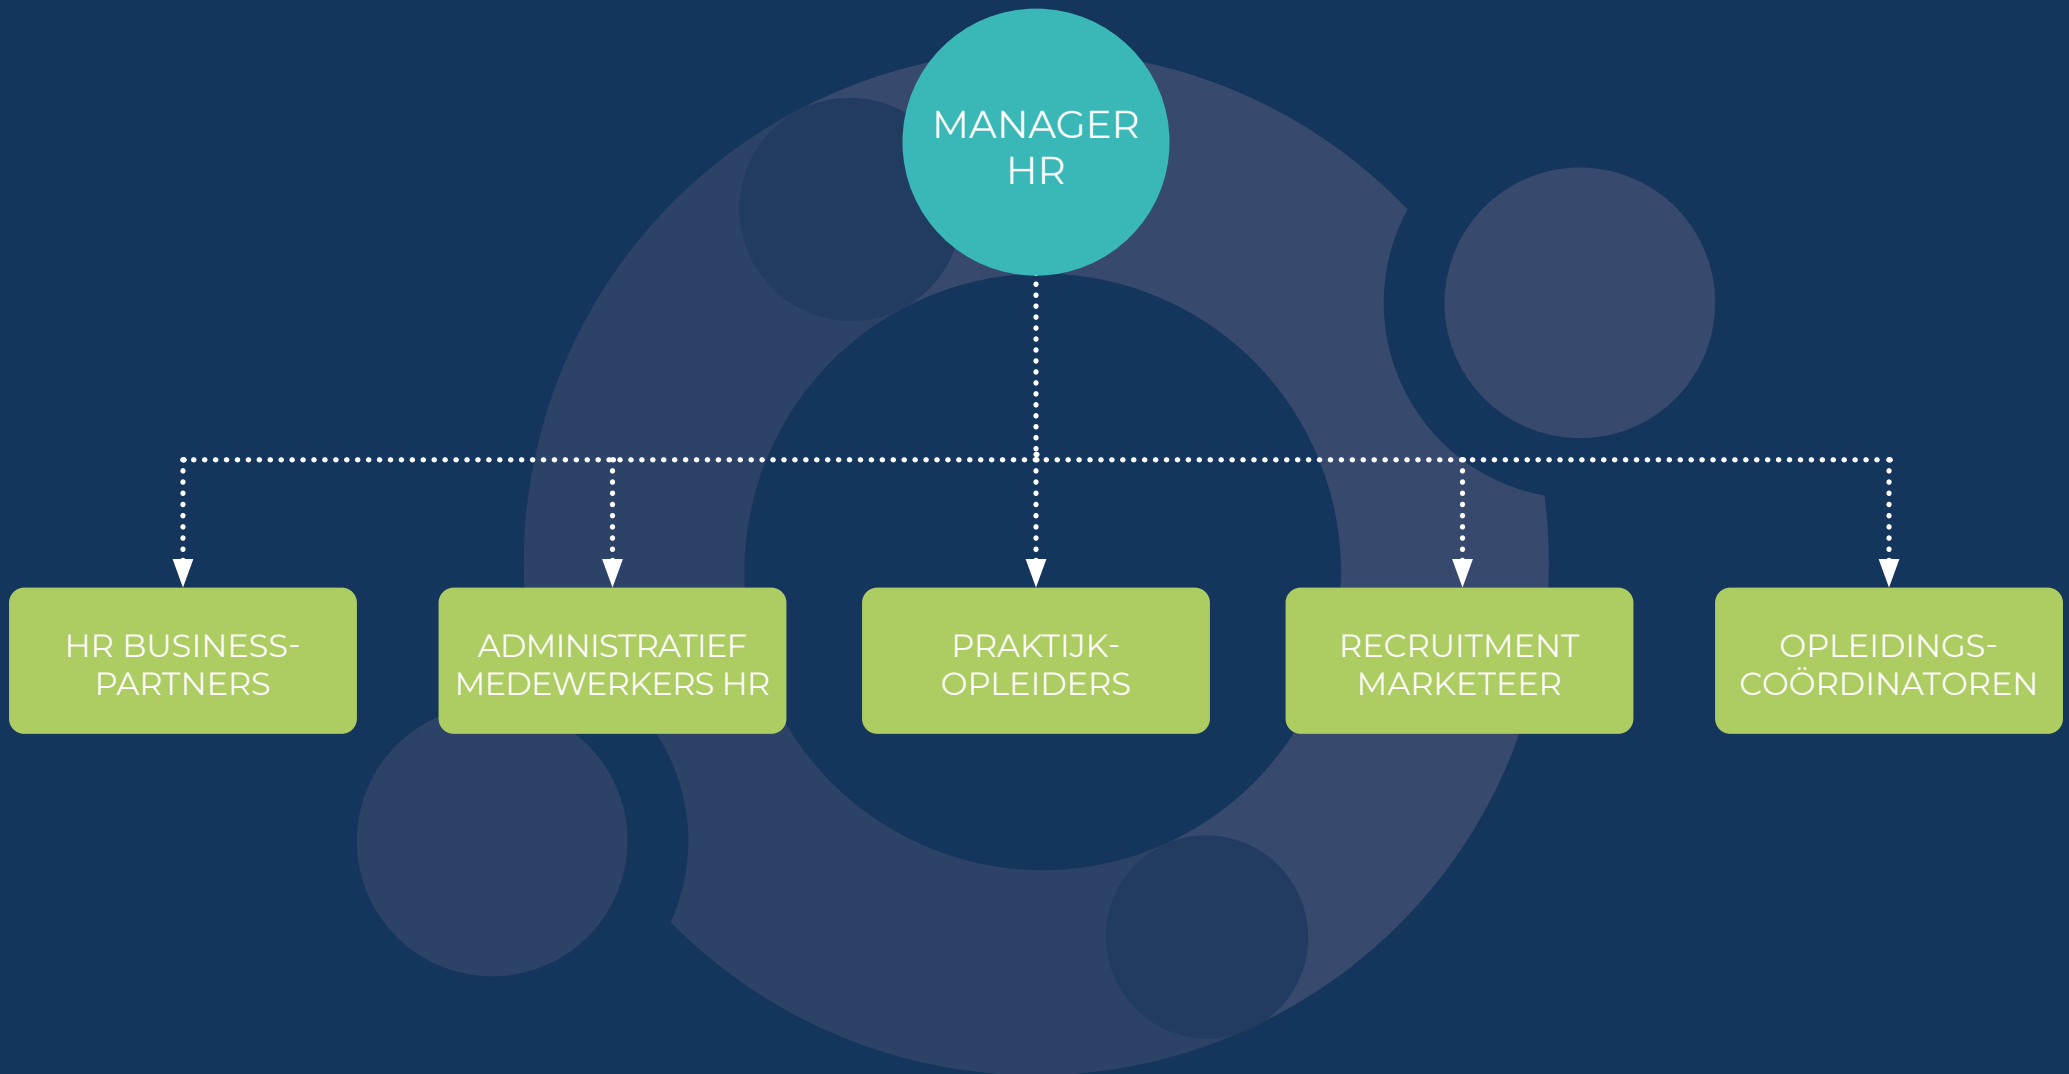 MANAGER
HR
HR BUSINESS-
PARTNERS
ADMINISTRATIEF
MEDEWERKERS HR
PRAKTIJK-
OPLEIDERS
RECRUITMENT
MARKETEER
OPLEIDINGS-
COÖRDINATOREN